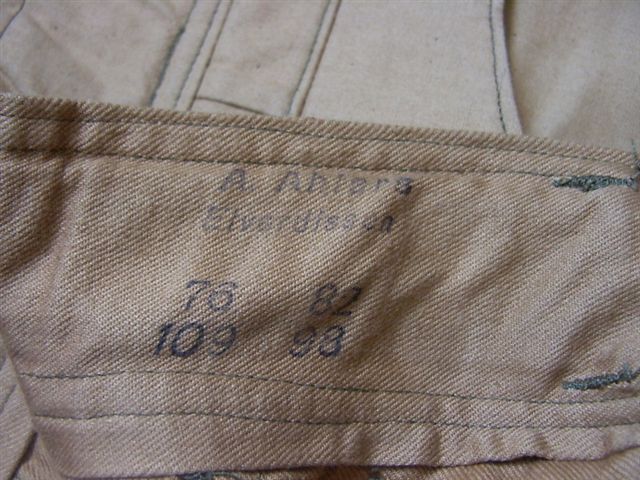 A. Ahlers
Elverdissen
76 82
109 93